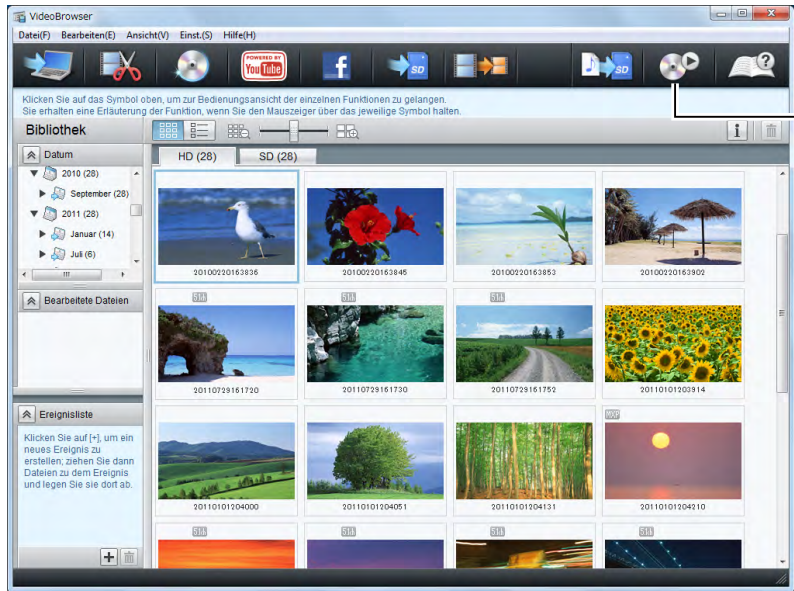 VideoBrowser
Datei(F) Bearbeiten(E) Ansicht(V) Einst.(S) Hilfe(H)
POWERED BY
YouTube
f
SD
SD
?
Klicken Sie auf das Symbol oben, um zur Bedienungsansicht der einzelnen Funktionen zu gelangen.
Sie erhalten eine Erläuterung der Funktion, wenn Sie den Mauszeiger über das jeweilige Symbol halten.
Bibliothek
i
Datum
HD (28) SD (28)
2010 (28)
September (28)
2011 (28)
Januar (14)
Juli (6)
Bearbeitete Dateien
Ereignisliste
Klicken Sie auf [+], um ein
neues Ereignis zu
erstellen; ziehen Sie dann
Dateien zu dem Ereignis
und legen Sie sie dort ab.
+
20100220163836 20100220163845 20100220163853 20100220163902
20110729161720 20110729161730 20110729161752 20110101203914
MXP
20110101204000 20110101204051 20110101204131 20110101204210